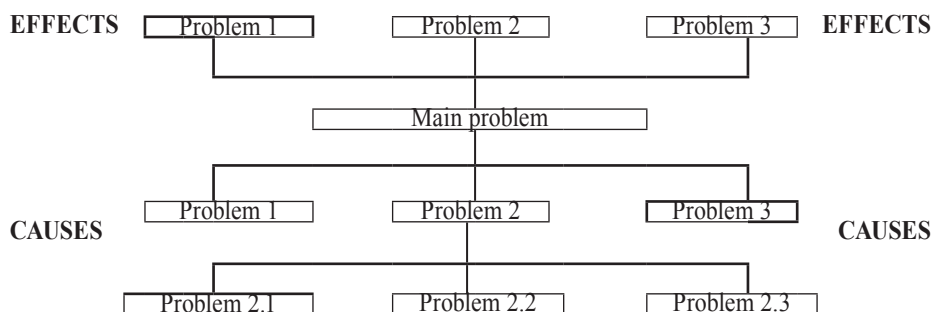 EFFECTS Problem 1 Problem 2 Problem 3 EFFECTS
Main problem
Problem 1 Problem 2 Problem 3
CAUSES CAUSES
Problem 2.1 Problem 2.2 Problem 2.3